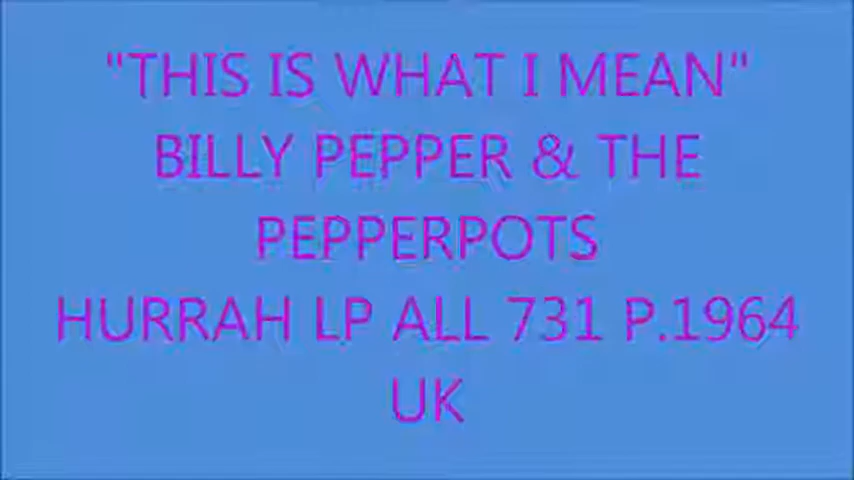 "THIS IS WHAT I MEAN"
BILLY PEPPER & THE
PEPPERPOTS
HURRAH LP ALL 731 P.1964
UK